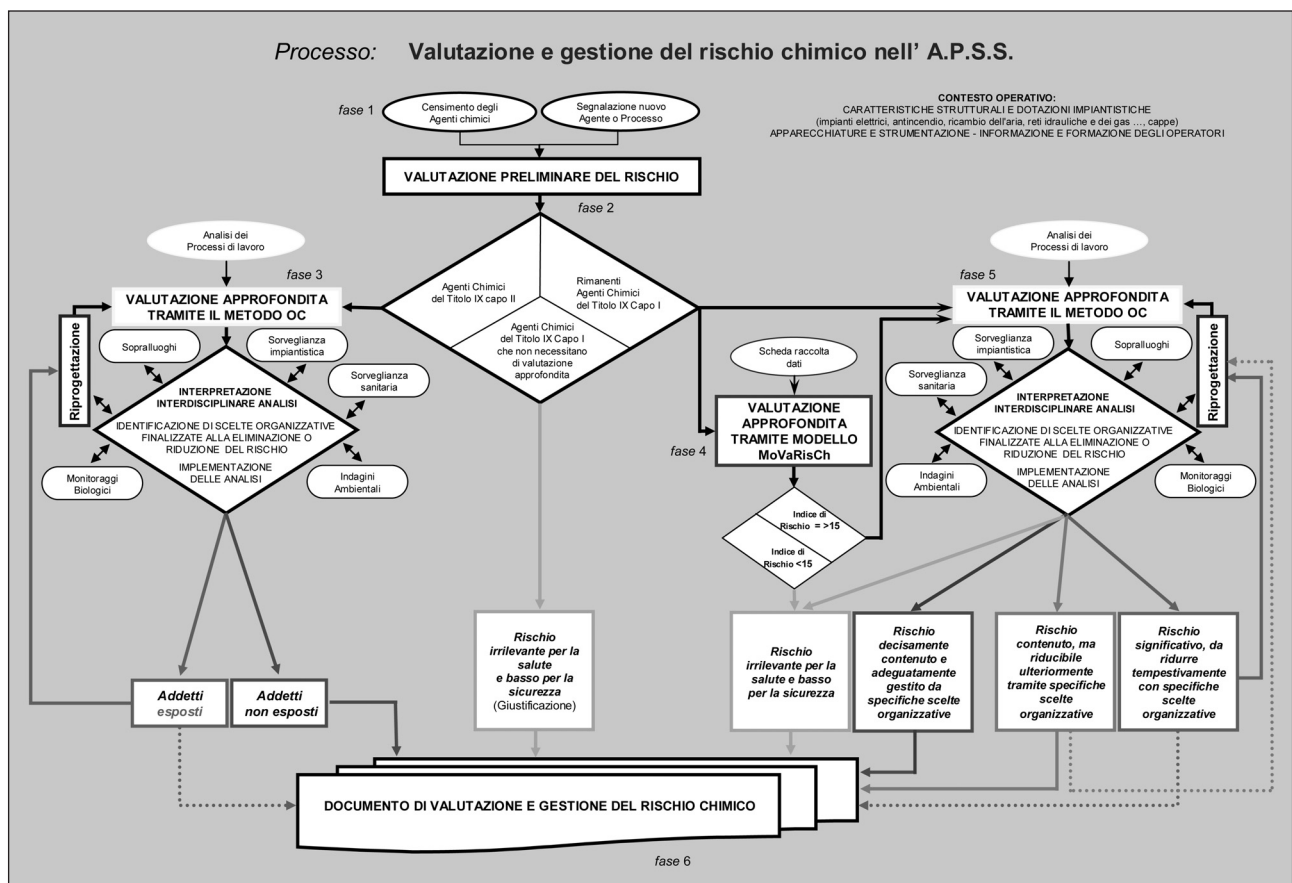 Processo: Valutazione e gestione del rischio chimico nell' A.P.S.S.
fase 1
Censimento degli
Agenti chimici
Segnalazione nuovo
Agente o Processo
CONTESTO OPERATIVO:
CARATTERISTICHE STRUTTURALI E DOTAZIONI IMPIANTISTICHE
(impianti elettrici, antincendio, ricambio dell'aria, reti idrauliche e dei gas ..., cappe)
APPARECCHIATURE E STRUMENTAZIONE - INFORMAZIONE E FORMAZIONE DEGLI OPERATORI
VALUTAZIONE PRELIMINARE DEL RISCHIO
fase 2
Agenti Chimici
del Titolo IX capo II
Rimanenti
Agenti Chimici
del Titolo IX Capo I
Agenti Chimici
del Titolo IX Capo I
che non necessitano
di valutazione
approfondita
Analisi dei
Processi di lavoro
fase 3
VALUTAZIONE APPROFONDITA
TRAMITE IL METODO OC
Riprogettazione
Sopralluoghi
Sorveglianza
impiantistica
Sorveglianza
sanitaria
INTERPRETAZIONE
INTERDISCIPLINARE ANALISI
IDENTIFICAZIONE DI SCELTE ORGANIZZATIVE
FINALIZZATE ALLA ELIMINAZIONE O
RIDUZIONE DEL RISCHIO
IMPLEMENTAZIONE
DELLE ANALISI
Monitoraggi
Biologici
Indagini
Ambientali
Scheda raccolta
dati
VALUTAZIONE
APPROFONDITA
TRAMITE MODELLO
MoVaRisCh
fase 4
Indice di
Rischio = >15
Indice di
Rischio <15
Analisi dei
Processi di lavoro
fase 5
VALUTAZIONE APPROFONDITA
TRAMITE IL METODO OC
Riprogettazione
Sorveglianza
impiantistica
Sopralluoghi
Sorveglianza
sanitaria
INTERPRETAZIONE
INTERDISCIPLINARE ANALISI
IDENTIFICAZIONE DI SCELTE ORGANIZZATIVE
FINALIZZATE ALLA ELIMINAZIONE O
RIDUZIONE DEL RISCHIO
IMPLEMENTAZIONE
DELLE ANALISI
Indagini
Ambientali
Monitoraggi
Biologici
Addetti
esposti
Addetti
non esposti
Rischio
irrilevante per la
salute
e basso per la
sicurezza
(Giustificazione)
Rischio
irrilevante per la
salute e basso
per la sicurezza
Rischio
decisamente
contenuto e
adeguatamente
gestito da
specifiche scelte
organizzative
Rischio
contenuto, ma
riducibile
ulteriormente
tramite specifiche
scelte
organizzative
Rischio
significativo, da
ridurre
tempestivamente
con specifiche
scelte
organizzative
DOCUMENTO DI VALUTAZIONE E GESTIONE DEL RISCHIO CHIMICO
fase 6